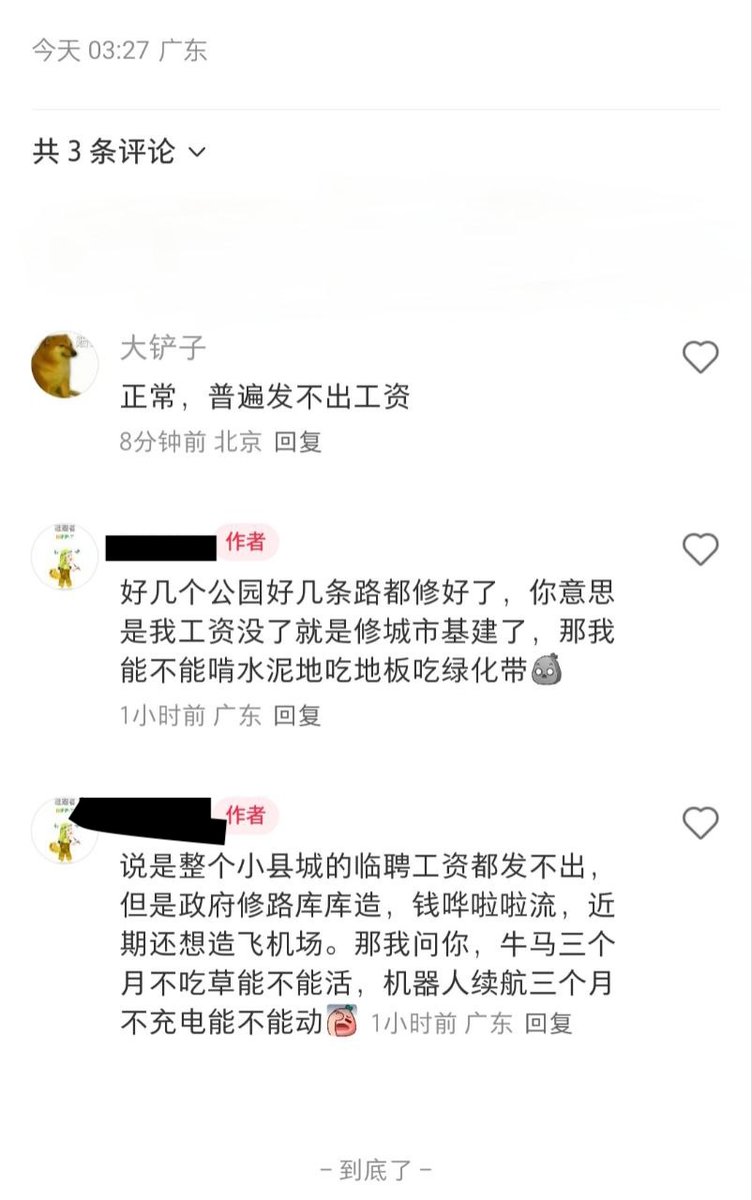 今天 03:27 广东
共 3 条评论
大铲子
正常，普遍发不出工资
8分钟前 北京 回复
作者
好几个公园好几条路都修好了，你意思
是我工资没了就是修城市基建了，那我
能不能啃水泥地吃地板吃绿化带
1小时前 广东 回复
作者
说是整个小县城的临聘工资都发不出，
但是政府修路库库造，钱哗啦啦流，近
期还想造飞机场。那我问你，牛马三个
月不吃草能不能活，机器人续航三个月
不充电能不能动 1小时前 广东 回复
- 到底了 -